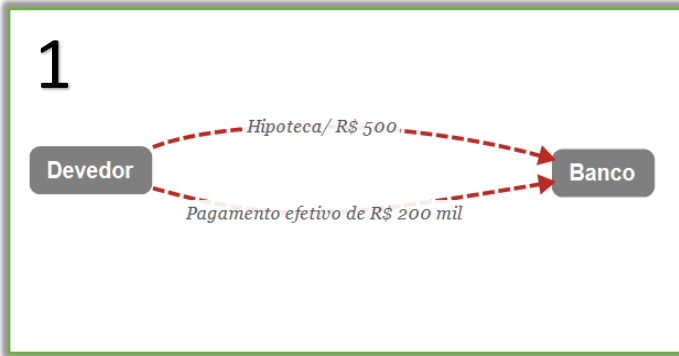 1
Hipoteca/ R$ 500
Devedor
Banco
Pagamento efetivo de R$ 200 mil